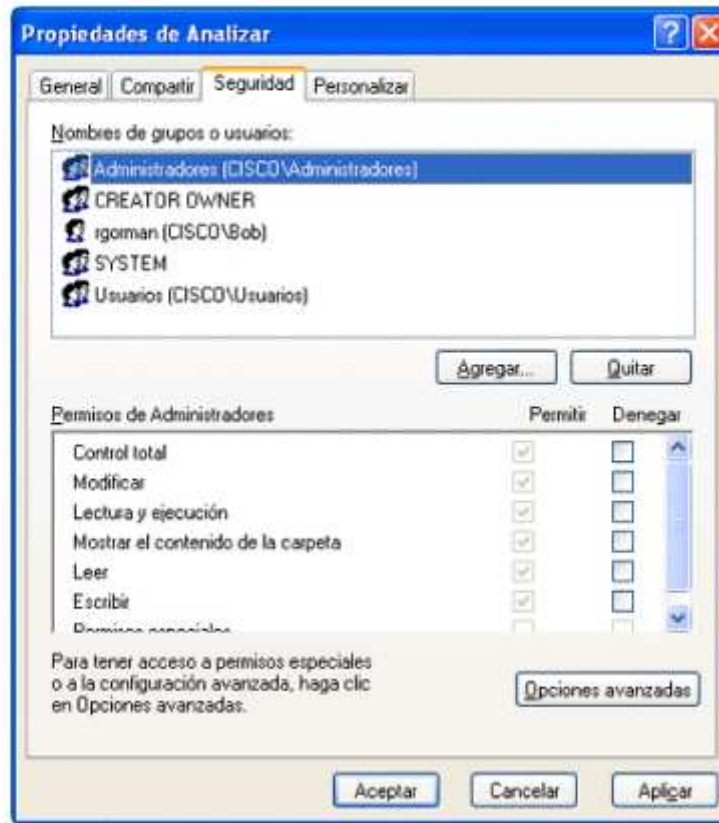 Propiedades de Analizar
General Compartir Seguridad Personalizar
Nombres de grupos o usuarios:
Administradores (CISCO\Administradores)
CREATOR OWNER
rgorman (CISCO\Bob)
SYSTEM
Usuarios (CISCO\Usuarios)
Agregar... Quitar
Permisos de Administradores Permitir Denegar
Control total
Modificar
Lectura y ejecución
Mostrar el contenido de la carpeta
Leer
Escribir
Permisos especiales
Para tener acceso a permisos especiales
o a la configuración avanzada, haga clic
en Opciones avanzadas.
Opciones avanzadas
Aceptar Cancelar Aplicar